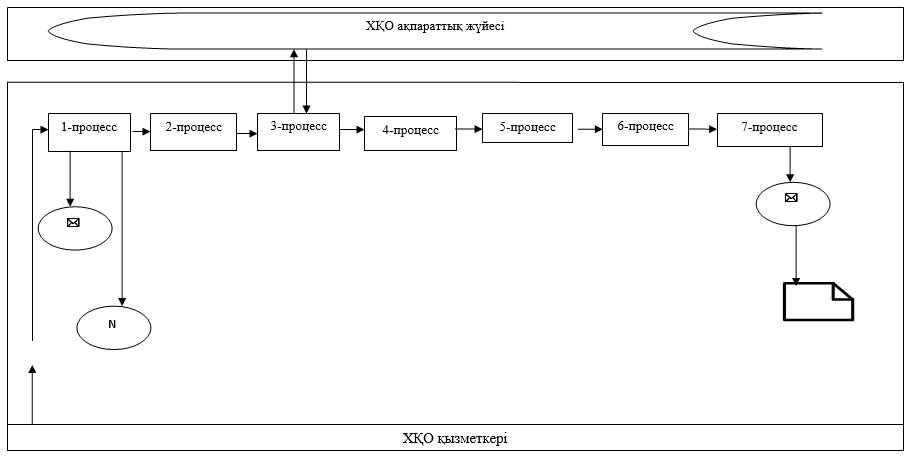 ХҚО ақпараттық жүйесі
1-процесс
2-процесс
3-процесс
4-процесс
5-процесс
6-процесс
7-процесс
N
ХҚО қызметкері